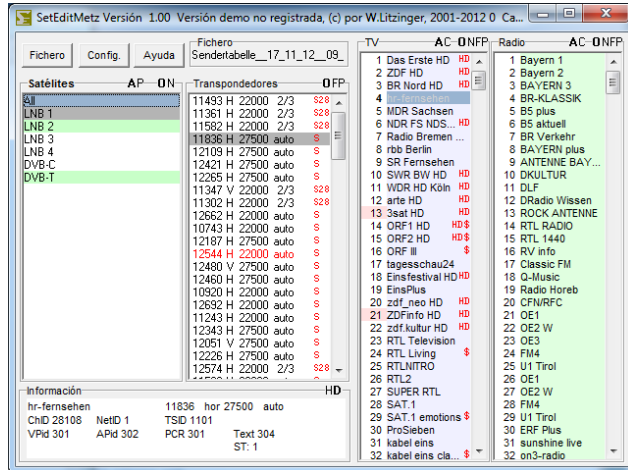 SetEditMetz Versión 1.00 Versión demo no registrada, (c) por W.Litzinger, 2001-2012 0 Ca...
Fichero
Config.
Ayuda
Fichero
Sendertabelle__17_11_12__09_
Satélites AP ON
All
LNB 1
LNB 2
LNB 3
LNB 4
DVB-C
DVB-T
Transpondedores OFP
11493 H 22000 2/3 S28
11361 H 22000 2/3 S28
11582 H 22000 2/3 S28
11836 H 27500 auto S
12109 H 27500 auto S
12421 H 27500 auto S
12265 H 27500 auto S
11347 V 22000 2/3 S28
11302 H 22000 2/3 S28
12662 H 22000 auto S
10743 H 22000 auto S
12187 H 27500 auto S
12544 H 22000 auto S
12480 V 27500 auto S
12460 H 27500 auto S
10920 H 22000 auto S
12692 H 22000 auto S
11243 H 22000 auto S
12343 H 27500 auto S
12051 V 27500 auto S
12226 H 27500 auto S
12574 H 22000 2/3 S28
TV AC ONFP
1 Das Erste HD HD
2 ZDF HD HD
3 BR Nord HD HD
4 hr-fernsehen
5 MDR Sachsen
6 NDR FS NDS... HD
7 Radio Bremen ...
8 rbb Berlin
9 SR Fernsehen
10 SWR BW HD HD
11 WDR HD Köln HD
12 arte HD HD
13 3sat HD HD
14 ORF1 HD HD$
15 ORF2 HD HD$
16 ORF III $
17 tagesschau24
18 Einsfestival HD HD
19 EinsPlus
20 zdf_neo HD HD
21 ZDFinfo HD HD
22 zdf.kultur HD HD
23 RTL Television
24 RTL Living $
25 RTLNITRO
26 RTL2
27 SUPER RTL
28 SAT.1
29 SAT.1 emotions $
30 ProSieben
31 kabel eins
32 kabel eins cla... $
Radio AC ONFP
1 Bayern 1
2 Bayern 2
3 BAYERN 3
4 BR-KLASSIK
5 B5 plus
6 B5 aktuell
7 BR Verkehr
8 BAYERN plus
9 ANTENNE BAY...
10 DKULTUR
11 DLF
12 DRadio Wissen
13 ROCK ANTENNE
14 RTL RADIO
15 RTL 1440
16 RV info
17 Classic FM
18 Q-Music
19 Radio Horeb
20 CFN/RFC
21 OE1
22 OE2 W
23 OE3
24 FM4
25 U1 Tirol
26 OE1
27 OE2 W
28 FM4
29 U1 Tirol
30 ERF Plus
31 sunshine live
32 on3-radio
Información HD
hr-fernsehen 11836 hor 27500 auto
ChID 28108 NetID 1 TSID 1101
VPid 301 APid 302 PCR 301 Text 304
ST: 1